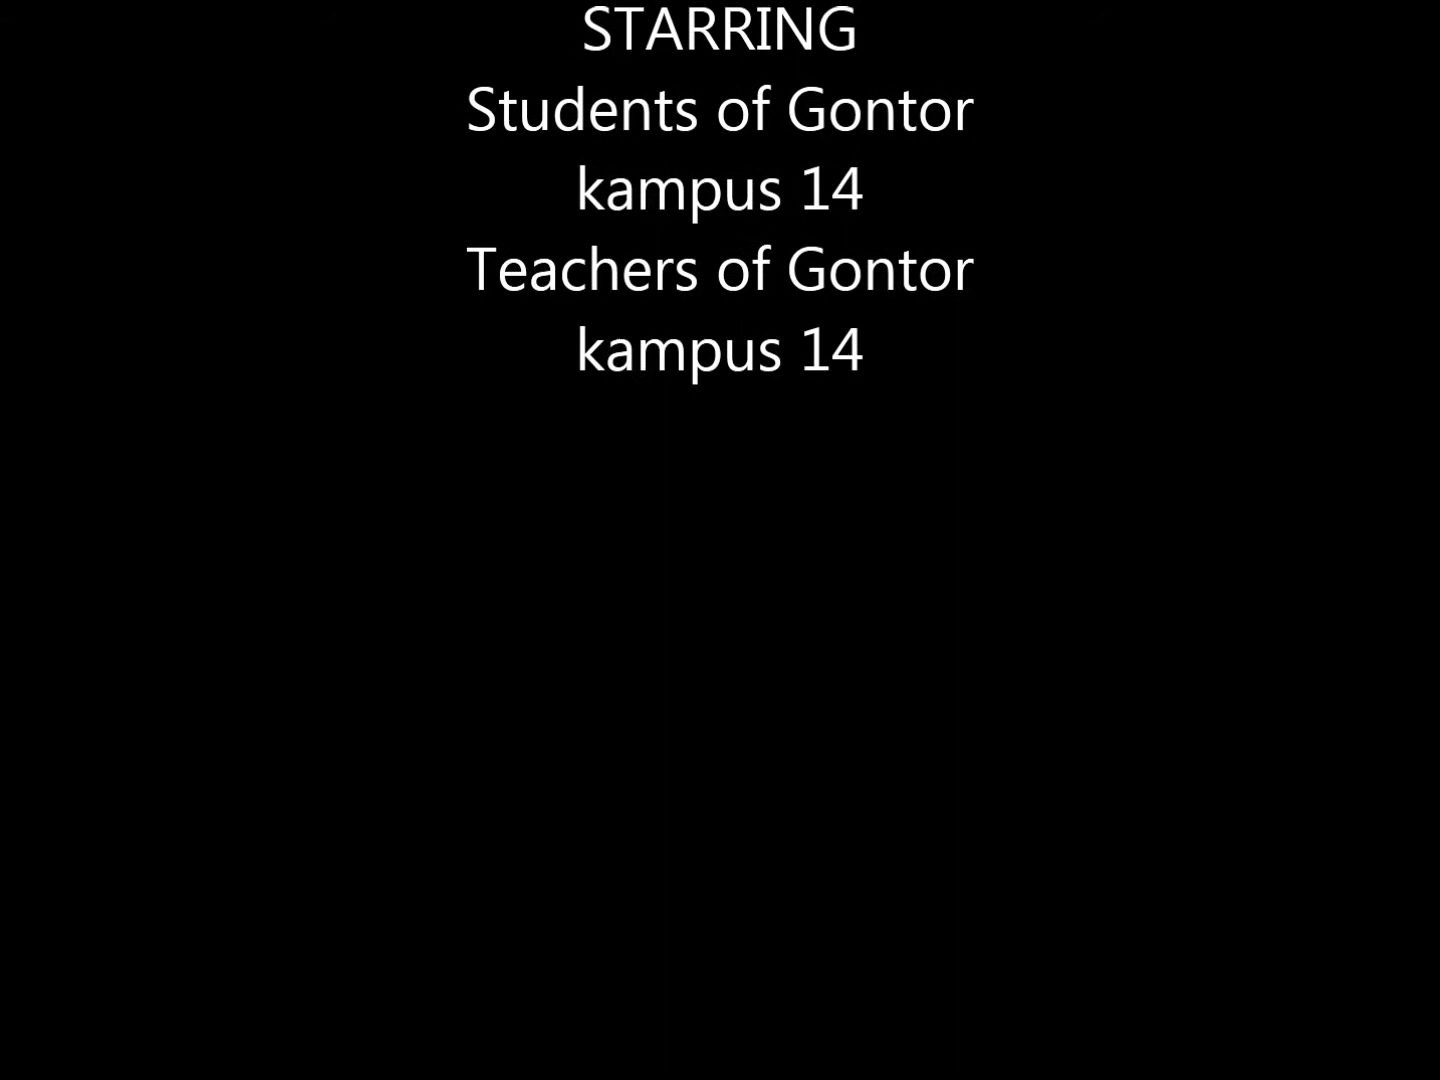 STARRING
Students of Gontor
kampus 14
Teachers of Gontor
kampus 14